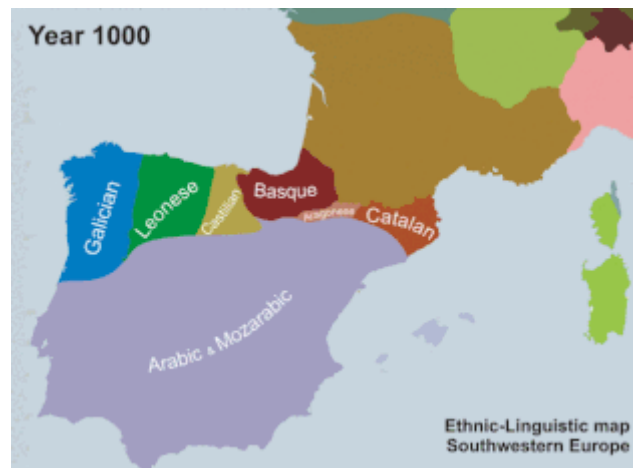 Year 1000
Galician
Leonese
Castilian
Basque
Aragonese
Catalan
Arabic & Mozarabic
Ethnic-Linguistic map
Southwestern Europe